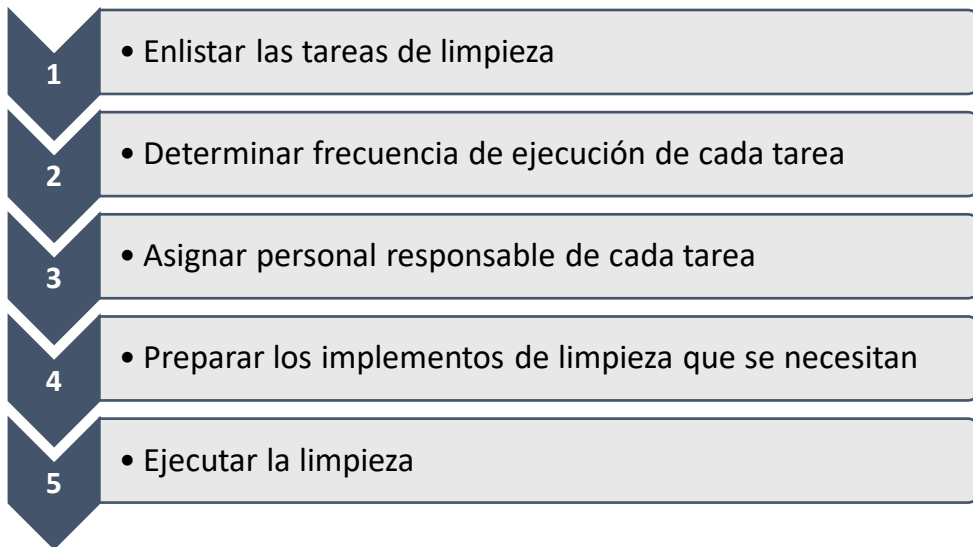 1
• Enlistar las tareas de limpieza
2
• Determinar frecuencia de ejecución de cada tarea
3
• Asignar personal responsable de cada tarea
4
• Preparar los implementos de limpieza que se necesitan
5
• Ejecutar la limpieza